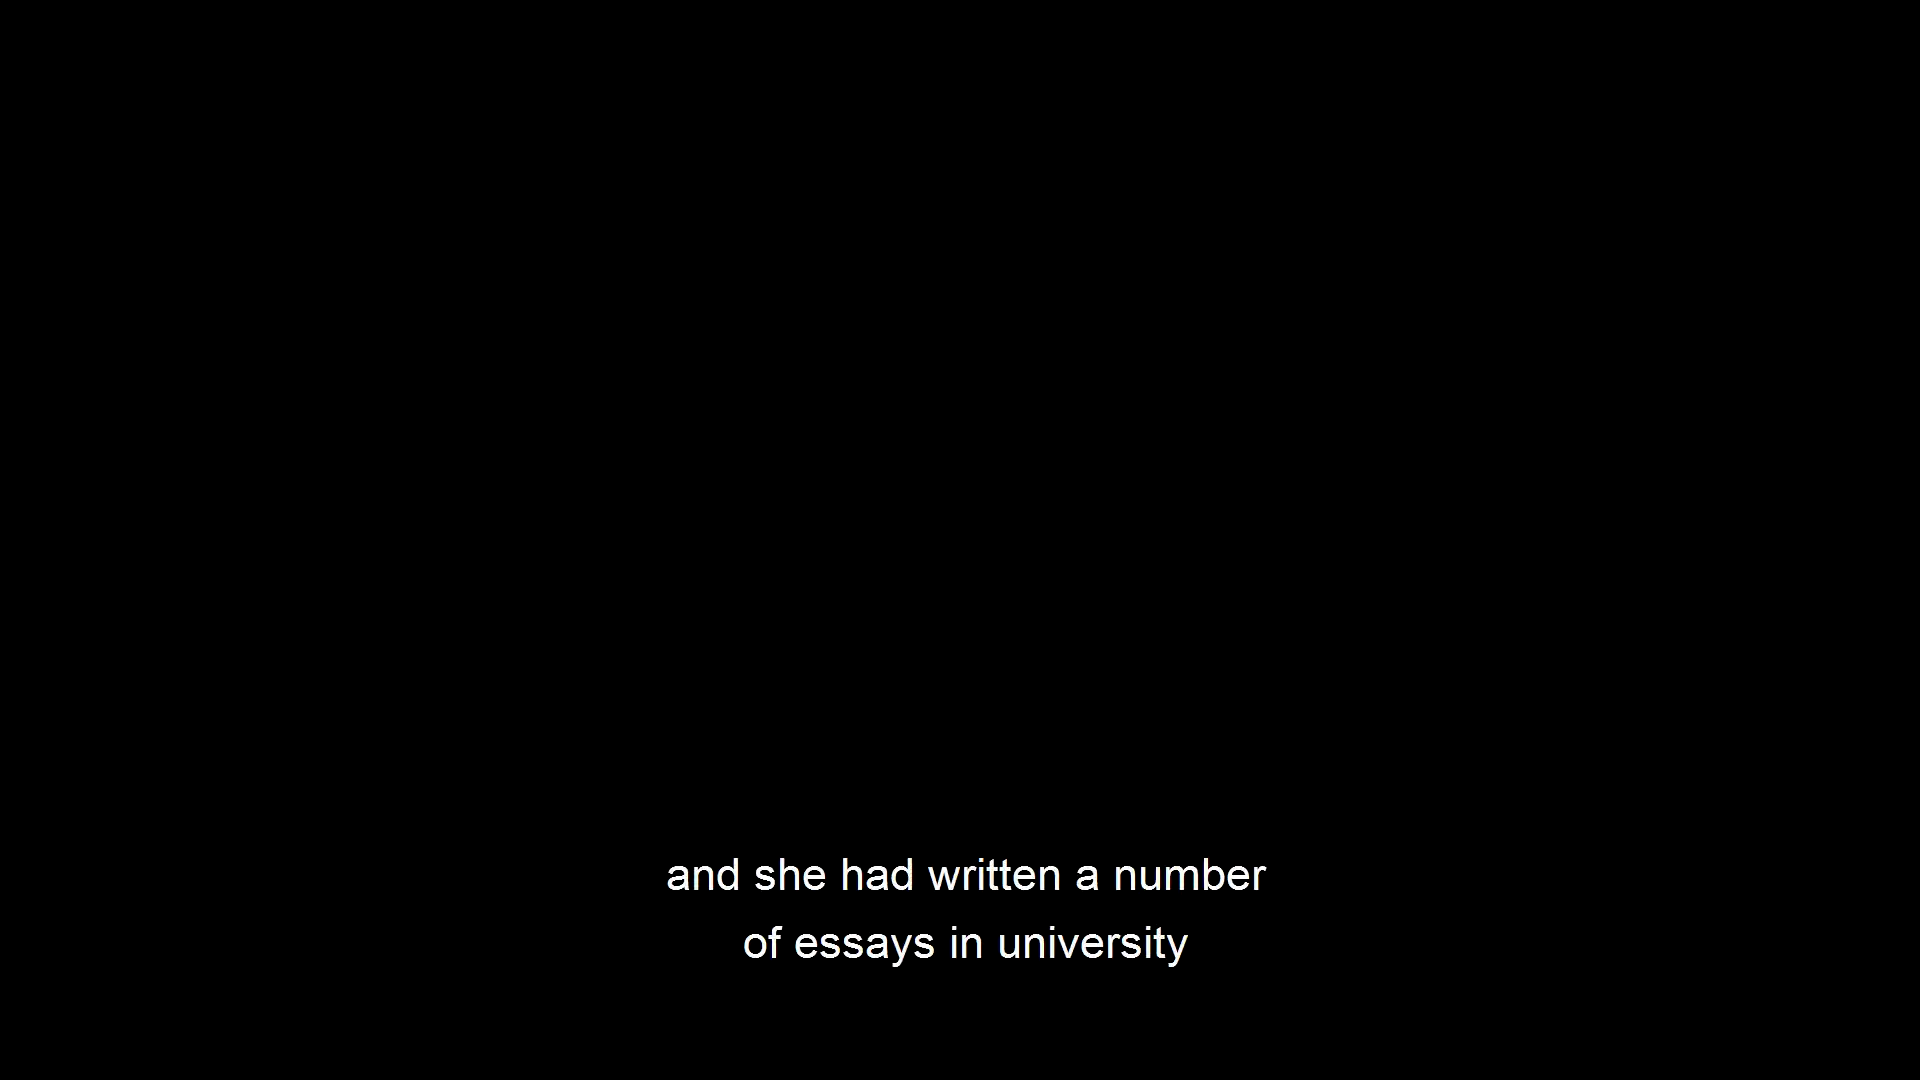 and she had written a number
of essays in university